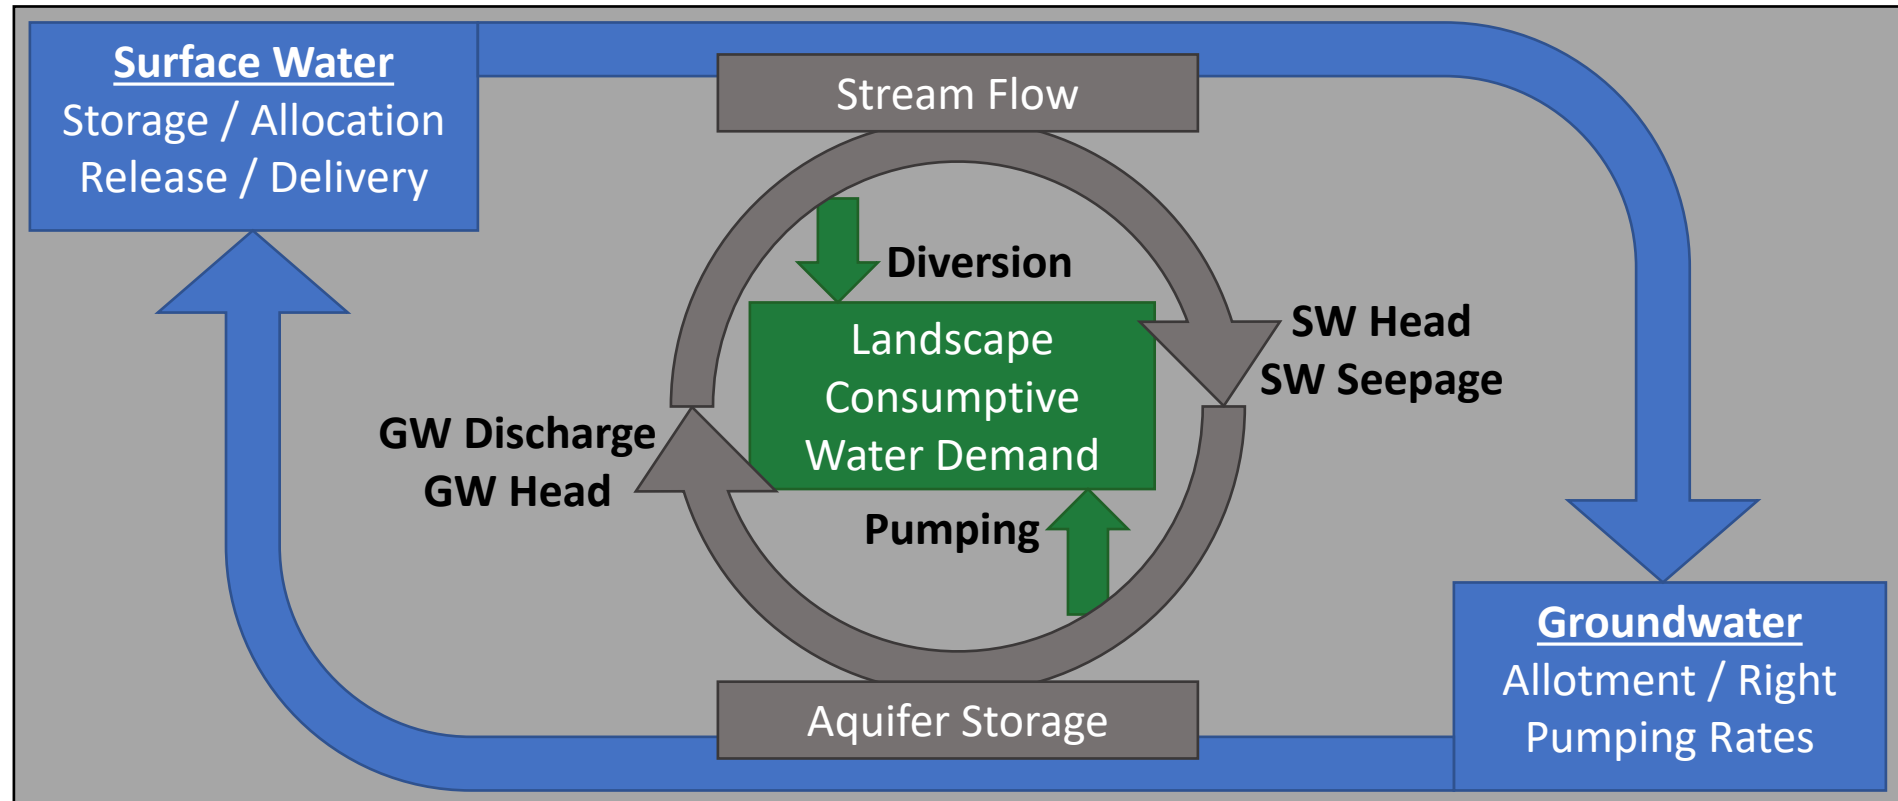 Surface Water
Storage / Allocation
Release / Delivery
Stream Flow
Diversion
Landscape
Consumptive
Water Demand
SW Head
SW Seepage
GW Discharge
GW Head
Pumping
Aquifer Storage
Groundwater
Allotment / Right
Pumping Rates